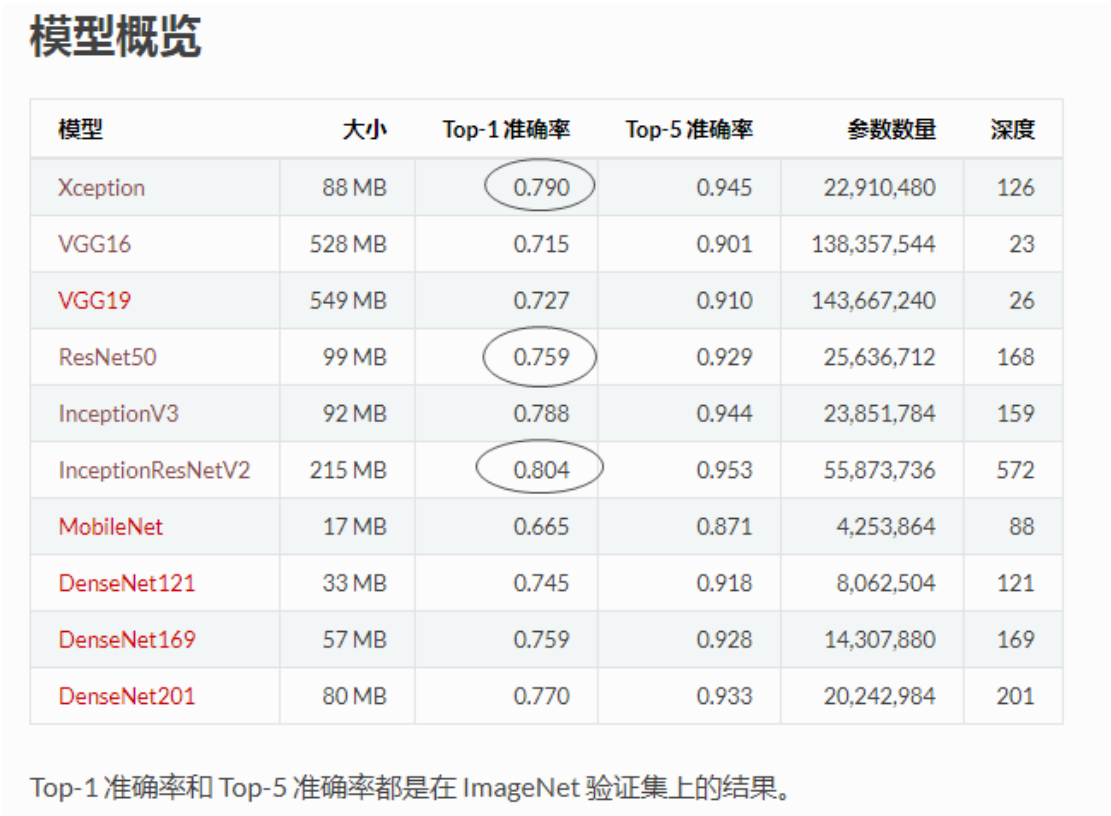 模型概览
模型 大小 Top-1 准确率 Top-5 准确率 参数数量 深度
Xception 88 MB 0.790 0.945 22,910,480 126
VGG16 528 MB 0.715 0.901 138,357,544 23
VGG19 549 MB 0.727 0.910 143,667,240 26
ResNet50 99 MB 0.759 0.929 25,636,712 168
InceptionV3 92 MB 0.788 0.944 23,851,784 159
InceptionResNetV2 215 MB 0.804 0.953 55,873,736 572
MobileNet 17 MB 0.665 0.871 4,253,864 88
DenseNet121 33 MB 0.745 0.918 8,062,504 121
DenseNet169 57 MB 0.759 0.928 14,307,880 169
DenseNet201 80 MB 0.770 0.933 20,242,984 201
Top-1 准确率和 Top-5 准确率都是在 ImageNet 验证集上的结果。